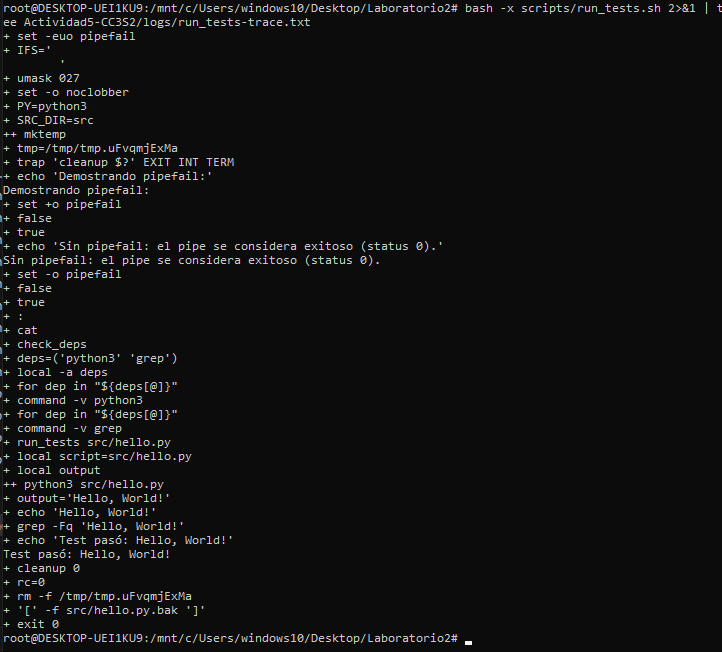 root@DESKTOP-UEI1KU9:/mnt/c/Users/windows10/Desktop/Laboratorio2# bash -x scripts/run_tests.sh 2>&1 | t
ee Actividad5-CC3S2/logs/run_tests-trace.txt
+ set -euo pipefail
+ IFS='
'
+ umask 027
+ set -o noclobber
+ PY=python3
+ SRC_DIR=src
++ mktemp
+ tmp=/tmp/tmp.uFvqmjExMa
+ trap 'cleanup $?' EXIT INT TERM
+ echo 'Demostrando pipefail:'
Demostrando pipefail:
+ set +o pipefail
+ false
+ true
+ echo 'Sin pipefail: el pipe se considera exitoso (status 0).'
Sin pipefail: el pipe se considera exitoso (status 0).
+ set -o pipefail
+ false
+ true
+ :
+ cat
+ check_deps
+ deps=('python3' 'grep')
+ local -a deps
+ for dep in "${deps[@]}"
+ command -v python3
+ for dep in "${deps[@]}"
+ command -v grep
+ run_tests src/hello.py
+ local script=src/hello.py
+ local output
++ python3 src/hello.py
+ output='Hello, World!'
+ echo 'Hello, World!'
+ grep -Fq 'Hello, World!'
+ echo 'Test pasó: Hello, World!'
Test pasó: Hello, World!
+ cleanup 0
+ rc=0
+ rm -f /tmp/tmp.uFvqmjExMa
+ '[' -f src/hello.py.bak ']'
+ exit 0
root@DESKTOP-UEI1KU9:/mnt/c/Users/windows10/Desktop/Laboratorio2#